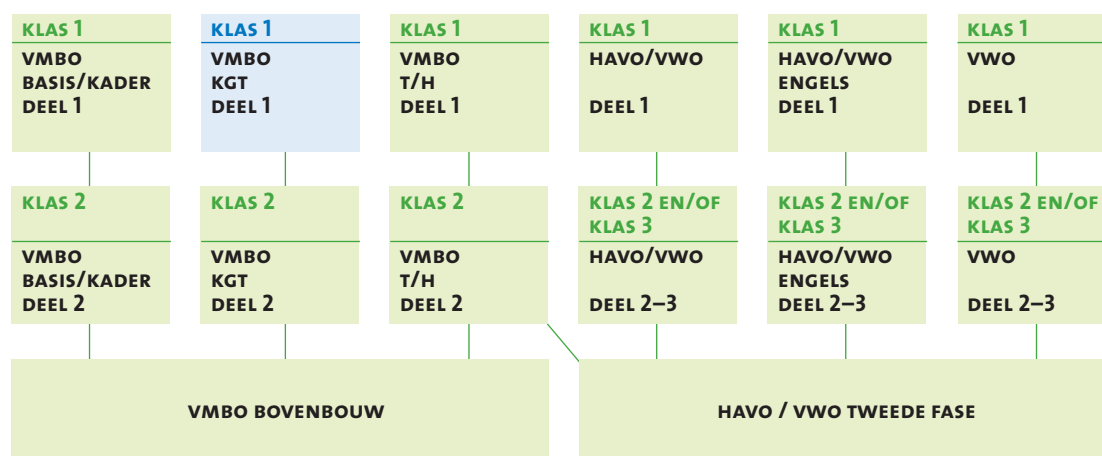 KLAS 1
VMBO
BASIS/KADER
DEEL 1
KLAS 1
VMBO
KGT
DEEL 1
KLAS 1
VMBO
T/H
DEEL 1
KLAS 1
HAVO/VWO
DEEL 1
KLAS 1
HAVO/VWO
ENGELS
DEEL 1
KLAS 1
VWO
DEEL 1
KLAS 2
VMBO
BASIS/KADER
DEEL 2
KLAS 2
VMBO
KGT
DEEL 2
KLAS 2
VMBO
T/H
DEEL 2
KLAS 2 EN/OF
KLAS 3
HAVO/VWO
DEEL 2–3
KLAS 2 EN/OF
KLAS 3
HAVO/VWO
ENGELS
DEEL 2–3
KLAS 2 EN/OF
KLAS 3
VWO
DEEL 2–3
VMBO BOVENBOUW
HAVO / VWO TWEEDE FASE